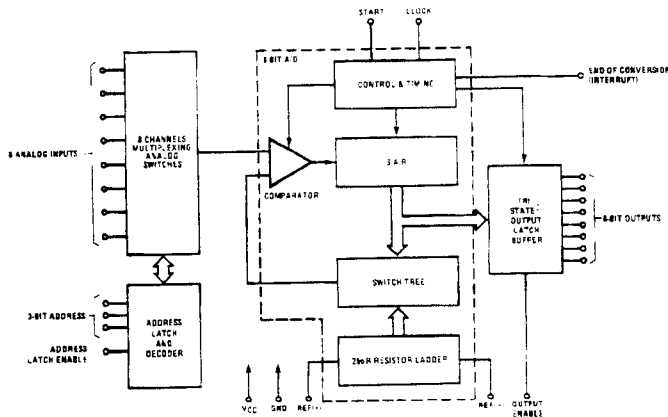 START
CLOCK
8-BIT A/D
END OF CONVERSION
(INTERRUPT)
CONTROL & TIMING
8 ANALOG INPUTS
8 CHANNELS
MULTIPLEXING
ANALOG
SWITCHES
S A R
COMPARATOR
TRI
STATE
OUTPUT
LATCH
BUFFER
8-BIT OUTPUTS
SWITCH TREE
3-BIT ADDRESS
ADDRESS
LATCH
AND
DECODER
ADDRESS
LATCH ENABLE
256 R RESISTOR LADDER
VCC
GND
REF(+)
REF(-)
OUTPUT
ENABLE